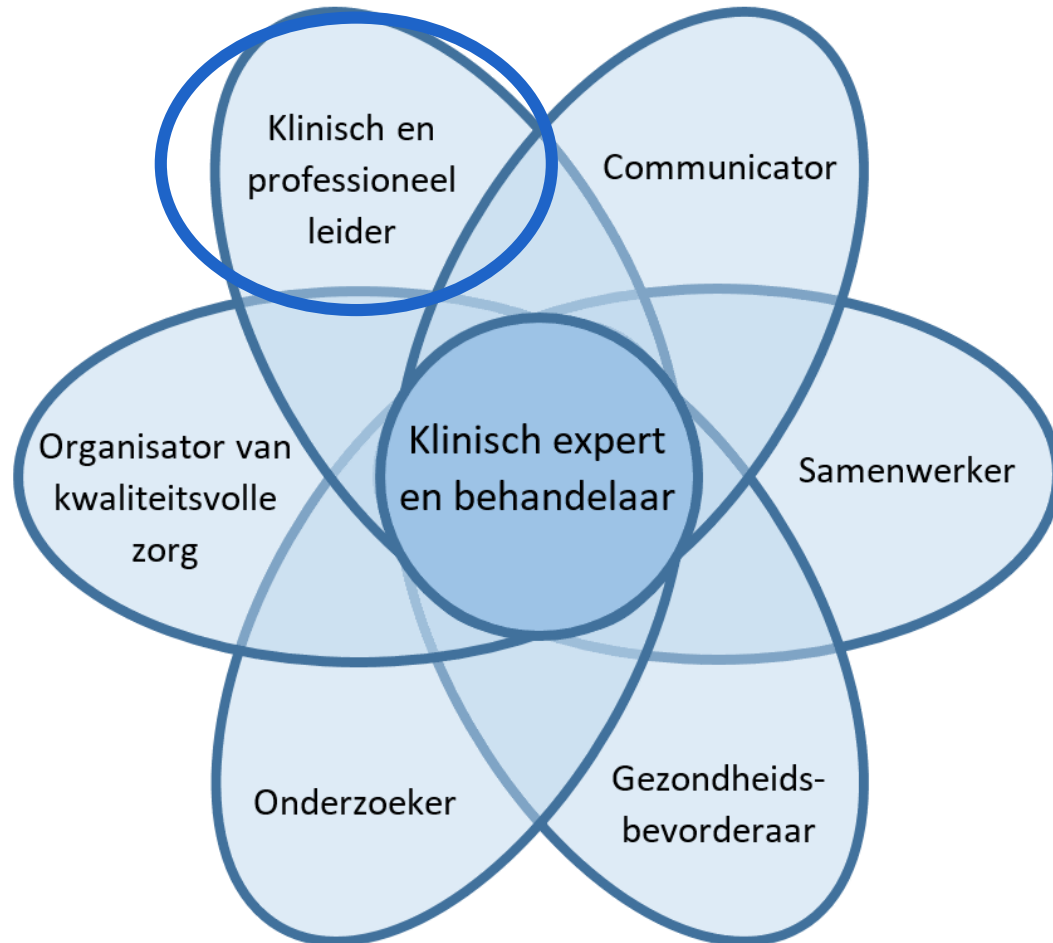 Klinisch en
professioneel
leider
Communicator
Organisator van
kwaliteitsvolle
zorg
Klinisch expert
en behandelaar
Samenwerker
Onderzoeker
Gezondheids-
bevorderaar